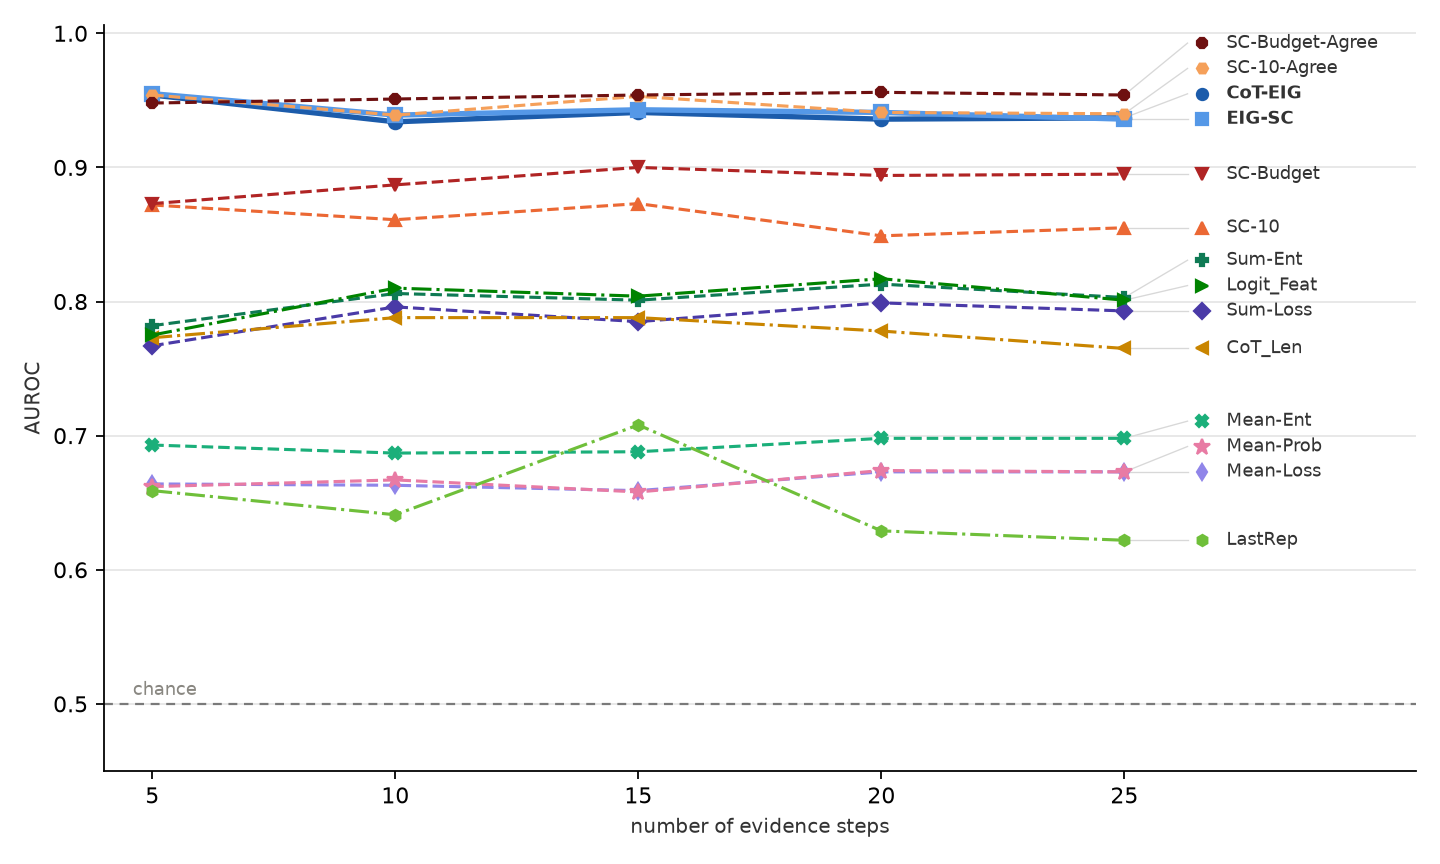 1.0
0.9
0.8
0.7
0.6
0.5
AUROC
chance
5 10 15 20 25
number of evidence steps
SC-Budget-Agree
SC-10-Agree
CoT-EIG
EIG-SC
SC-Budget
SC-10
Sum-Ent
Logit_Feat
Sum-Loss
CoT_Len
Mean-Ent
Mean-Prob
Mean-Loss
LastRep